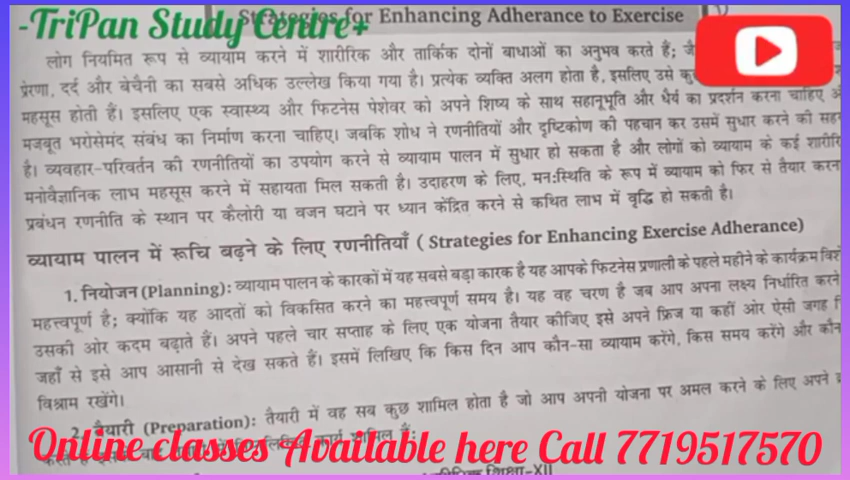 -TriPan Study Centre+
Strategies for Enhancing Adherence to Exercise
लोग नियमित रूप से व्यायाम करने में शारीरिक और तार्किक दोनों बाधाओं का अनुभव करते हैं;
प्रेरणा, दर्द और बेचैनी का सबसे अधिक उल्लेख किया गया है। प्रत्येक व्यक्ति अलग होता है, इसलिए उसे
महसूस होती हैं। इसलिए एक स्वास्थ्य और फिटनेस पेशेवर को अपने शिष्य के साथ सहानुभूति और धैर्य का प्रदर्शन करना चाहिए
मजबूत भरोसेमंद संबंध का निर्माण करना चाहिए। जबकि शोध ने रणनीतियों और दृष्टिकोण की पहचान कर उसमें सुधार करने की
है। व्यवहार-परिवर्तन की रणनीतियों का उपयोग करने से व्यायाम पालन में सुधार हो सकता है और लोगों को व्यायाम के कई
मनोवैज्ञानिक लाभ महसूस करने में सहायता मिल सकती है। उदाहरण के लिए, मन:स्थिति के रूप में व्यायाम को फिर से तैयार
प्रबंधन रणनीति के स्थान पर कैलोरी या वजन घटाने पर ध्यान केंद्रित करने से कथित लाभ में वृद्धि हो सकती है।
व्यायाम पालन में रूचि बढ़ने के लिए रणनीतियाँ ( Strategies for Enhancing Exercise Adherance)
1. नियोजन (Planning): व्यायाम पालन के कारकों में यह सबसे बड़ा कारक है यह आपके फिटनेस प्रणाली के पहले महीने के कार्यक्रम
महत्त्वपूर्ण है; क्योंकि यह आदतों को विकसित करने का महत्त्वपूर्ण समय है। यह वह चरण है जब आप अपना लक्ष्य निर्धारित करने
उसकी ओर कदम बढ़ाते हैं। अपने पहले चार सप्ताह के लिए एक योजना तैयार कीजिए इसे अपने फ्रिज या कहीं ओर ऐसी जगह
जहाँ से इसे आप आसानी से देख सकते हैं। इसमें लिखिए कि किस दिन आप कौन-सा व्यायाम करेंगे, किस समय करेंगे और
विश्राम रखेंगे।
2. तैयारी (Preparation): तैयारी में वह सब कुछ शामिल होता है जो आप अपनी योजना पर अमल करने के लिए अपने
Online classes Available here Call 7719517570
शिक्षा-XII